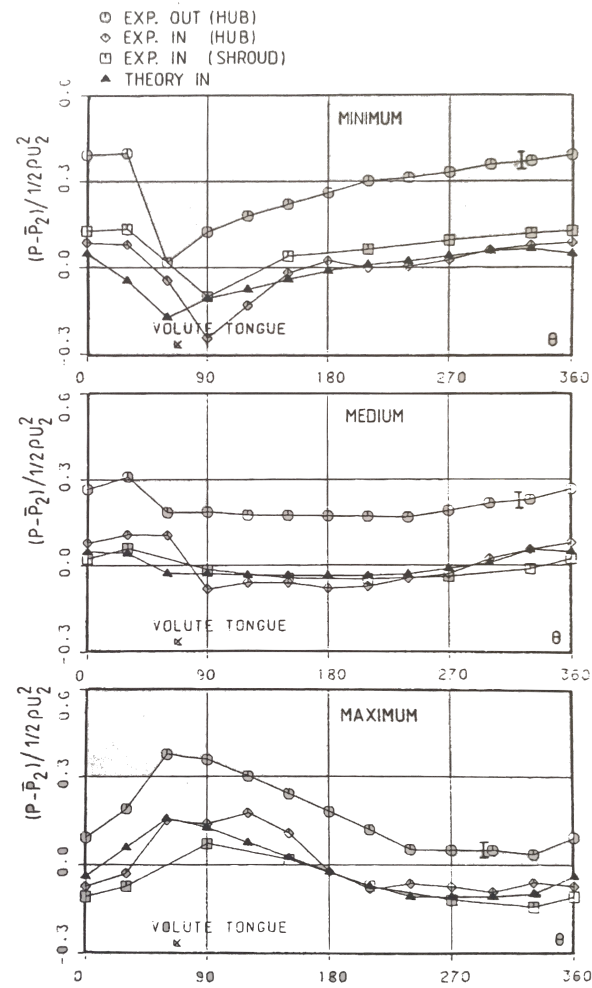 EXP. OUT (HUB)
EXP. IN (HUB)
EXP. IN (SHROUD)
THEORY IN
MINIMUM
(P-P̄₂)/1/2ρU₂²
0.6
0.3
0.0
-0.3
VOLUTE TONGUE
θ
0 90 180 270 360
MEDIUM
(P-P̄₂)/1/2ρU₂²
0.6
0.3
0.0
-0.3
VOLUTE TONGUE
θ
0 90 180 270 360
MAXIMUM
(P-P̄₂)/1/2ρU₂²
0.6
0.3
0.0
-0.3
VOLUTE TONGUE
θ
0 90 180 270 360